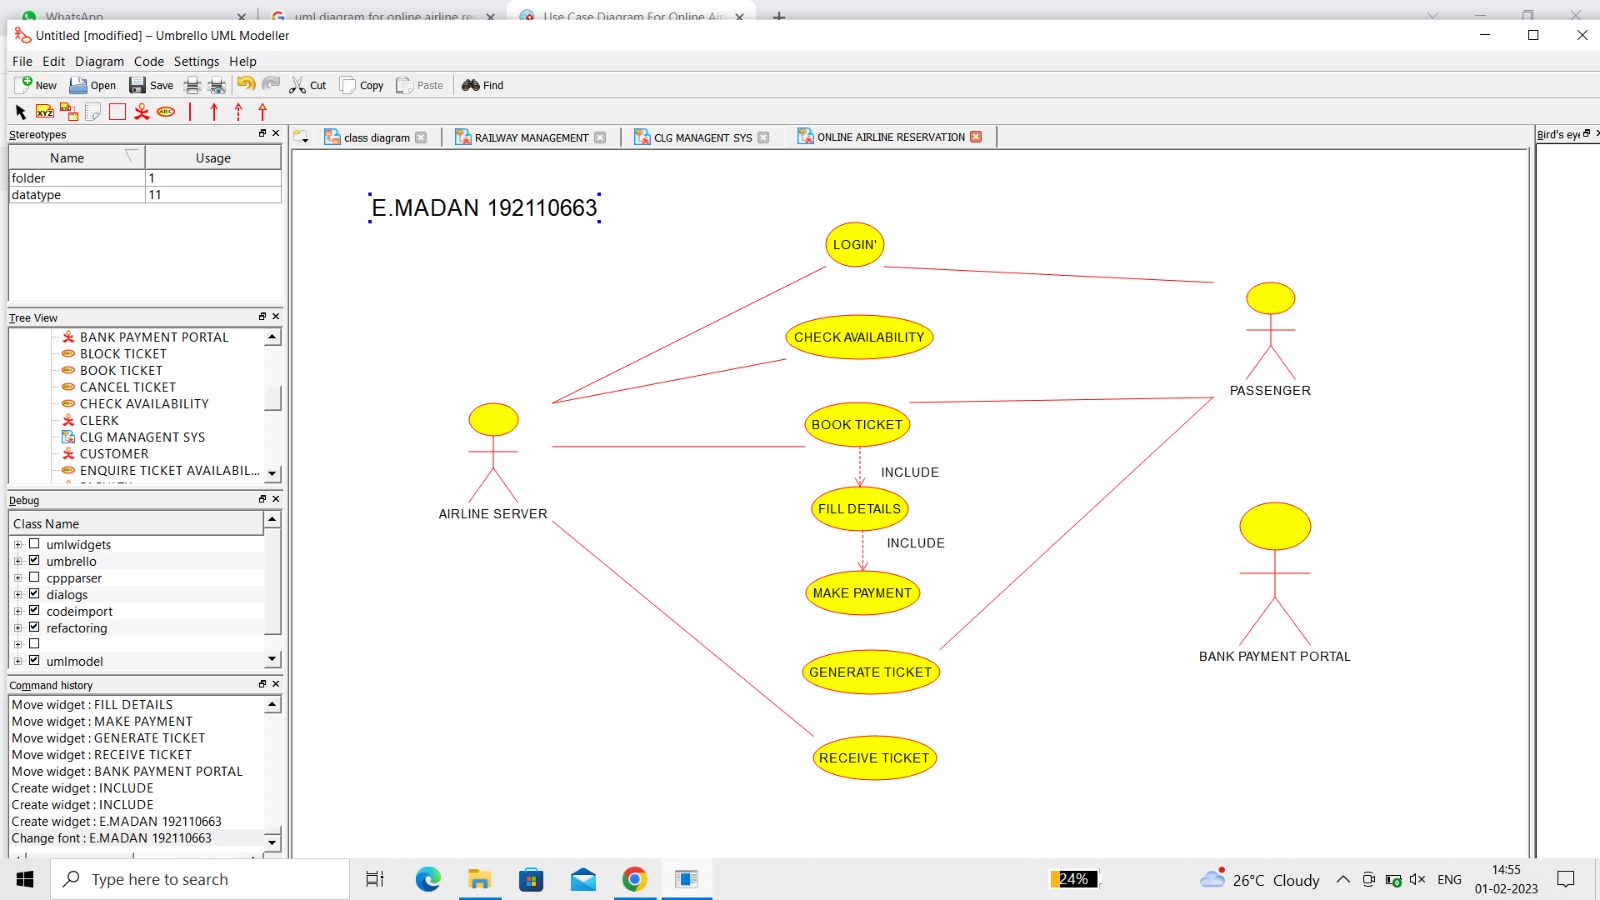 WhatsApp
uml diagram for online airline re
Use Case Diagram For Online Air
Untitled [modified] – Umbrello UML Modeller
File Edit Diagram Code Settings Help
New Open Save Cut Copy Paste Find
XYZ ABC
Stereotypes
class diagram
RAILWAY MANAGEMENT
CLG MANAGENT SYS
ONLINE AIRLINE RESERVATION
Bird's eye
Name Usage
folder 1
datatype 11
E.MADAN 192110663
LOGIN'
CHECK AVAILABILITY
PASSENGER
BOOK TICKET
INCLUDE
FILL DETAILS
AIRLINE SERVER
INCLUDE
MAKE PAYMENT
BANK PAYMENT PORTAL
GENERATE TICKET
RECEIVE TICKET
Tree View
BANK PAYMENT PORTAL
BLOCK TICKET
BOOK TICKET
CANCEL TICKET
CHECK AVAILABILITY
CLERK
CLG MANAGENT SYS
CUSTOMER
ENQUIRE TICKET AVAILABIL...
Debug
Class Name
umlwidgets
umbrello
cppparser
dialogs
codeimport
refactoring
umlmodel
Command history
Move widget : FILL DETAILS
Move widget : MAKE PAYMENT
Move widget : GENERATE TICKET
Move widget : RECEIVE TICKET
Move widget : BANK PAYMENT PORTAL
Create widget : INCLUDE
Create widget : INCLUDE
Create widget : E.MADAN 192110663
Change font : E.MADAN 192110663
Type here to search
24%
26°C Cloudy
ENG
14:55
01-02-2023